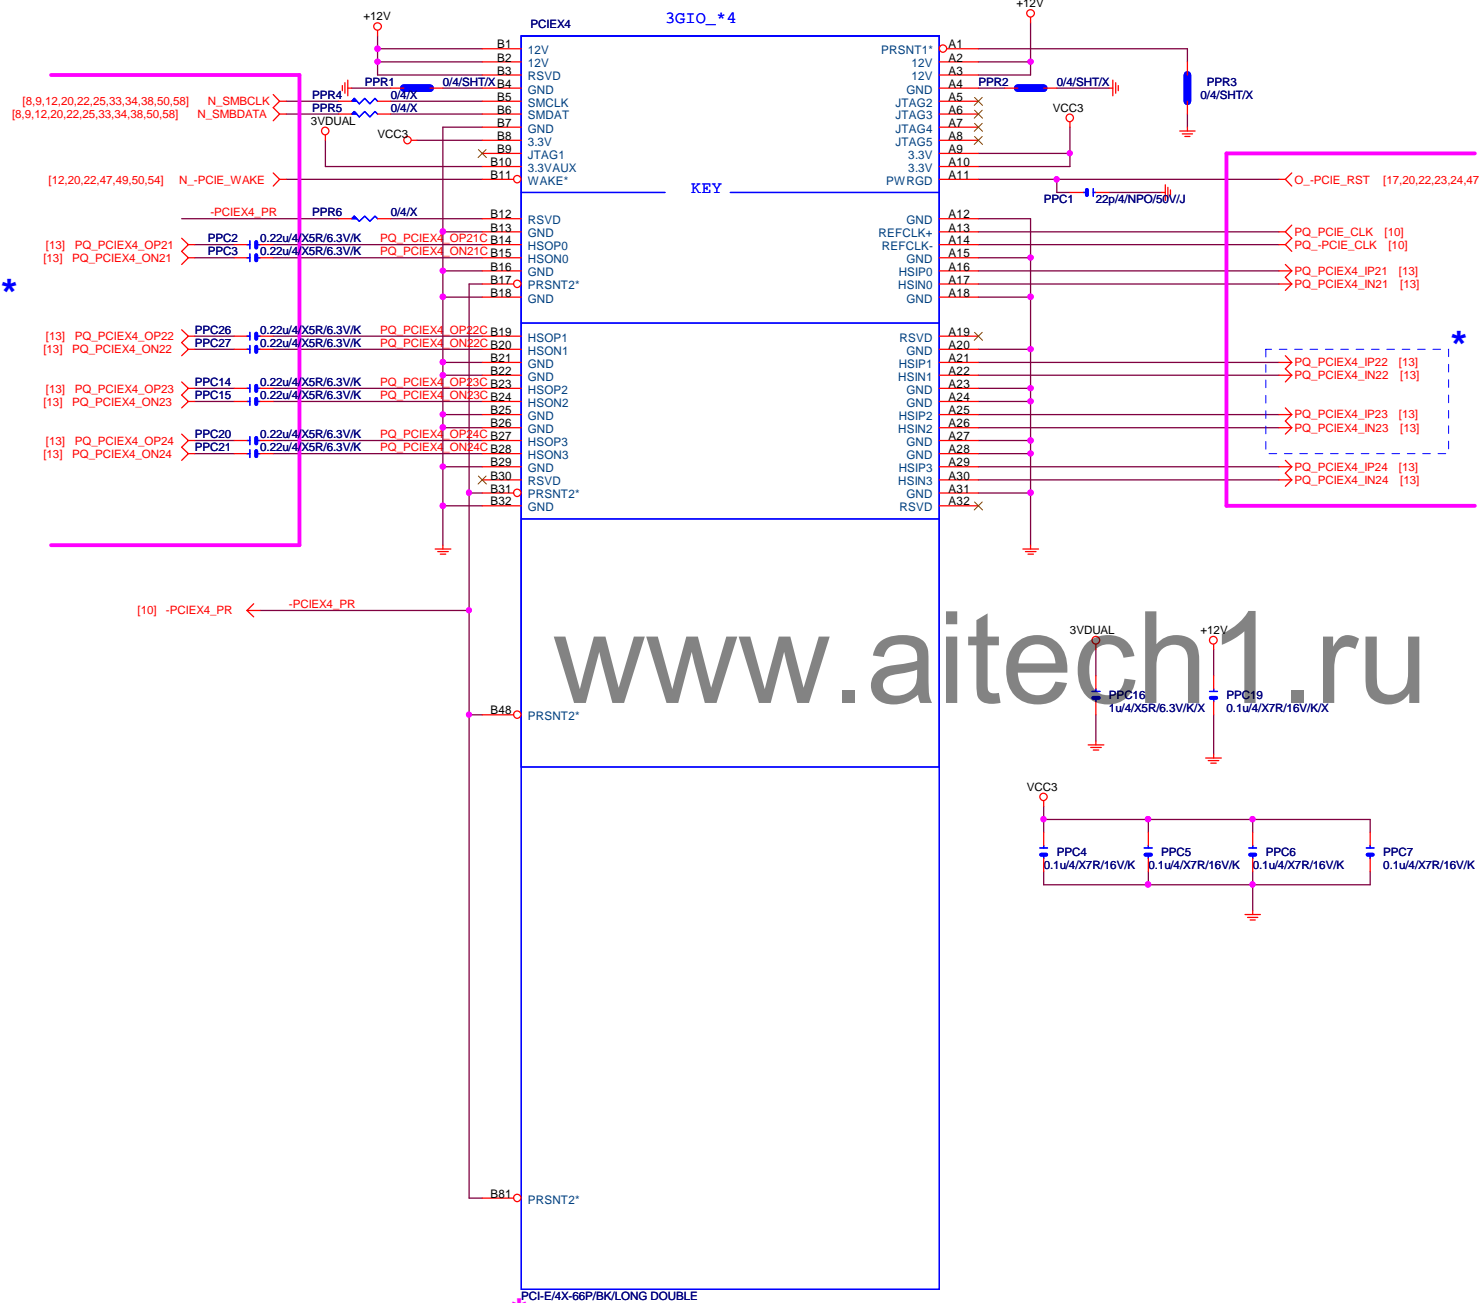 +12V
3GIO_*4
+12V
PCIEX4
B1 12V PRSNT1* A1
B2 12V 12V A2
B3 RSVD 12V A3
PPR1 0/4/SHT/X B4 GND GND A4 PPR2 0/4/SHT/X
PPR3
0/4/SHT/X
[8,9,12,20,22,25,33,34,38,50,58] N_SMBCLK PPR4 0/4/X B5 SMCLK JTAG2 A5
[8,9,12,20,22,25,33,34,38,50,58] N_SMBDATA PPR5 0/4/X B6 SMDAT JTAG3 A6
3VDUAL B7 GND JTAG4 A7 VCC3
VCC3 B8 3.3V JTAG5 A8
B9 JTAG1 3.3V A9
B10 3.3VAUX 3.3V A10
[12,20,22,47,49,50,54] N_-PCIE_WAKE B11 WAKE* PWRGD A11 O_-PCIE_RST [17,20,22,23,24,47
KEY
PPC1 22p/4/NPO/50V/J
-PCIEX4_PR PPR6 0/4/X B12 RSVD GND A12
B13 GND REFCLK+ A13 PQ_PCIE_CLK [10]
[13] PQ_PCIEX4_OP21 PPC2 0.22u/4/X5R/6.3V/K PQ_PCIEX4_OP21C B14 HSOP0 REFCLK- A14 PQ_-PCIE_CLK [10]
[13] PQ_PCIEX4_ON21 PPC3 0.22u/4/X5R/6.3V/K PQ_PCIEX4_ON21C B15 HSON0 GND A15
B16 GND HSIP0 A16 PQ_PCIEX4_IP21 [13]
* B17 PRSNT2* HSIN0 A17 PQ_PCIEX4_IN21 [13]
B18 GND GND A18
[13] PQ_PCIEX4_OP22 PPC26 0.22u/4/X5R/6.3V/K PQ_PCIEX4_OP22C B19 HSOP1 RSVD A19 *
[13] PQ_PCIEX4_ON22 PPC27 0.22u/4/X5R/6.3V/K PQ_PCIEX4_ON22C B20 HSON1 GND A20
B21 GND HSIP1 A21 PQ_PCIEX4_IP22 [13]
B22 GND HSIN1 A22 PQ_PCIEX4_IN22 [13]
[13] PQ_PCIEX4_OP23 PPC14 0.22u/4/X5R/6.3V/K PQ_PCIEX4_OP23C B23 HSOP2 GND A23
[13] PQ_PCIEX4_ON23 PPC15 0.22u/4/X5R/6.3V/K PQ_PCIEX4_ON23C B24 HSON2 GND A24
B25 GND HSIP2 A25 PQ_PCIEX4_IP23 [13]
B26 GND HSIN2 A26 PQ_PCIEX4_IN23 [13]
[13] PQ_PCIEX4_OP24 PPC20 0.22u/4/X5R/6.3V/K PQ_PCIEX4_OP24C B27 HSOP3 GND A27
[13] PQ_PCIEX4_ON24 PPC21 0.22u/4/X5R/6.3V/K PQ_PCIEX4_ON24C B28 HSON3 GND A28
B29 GND HSIP3 A29 PQ_PCIEX4_IP24 [13]
B30 RSVD HSIN3 A30 PQ_PCIEX4_IN24 [13]
B31 PRSNT2* GND A31
B32 GND RSVD A32
[10] -PCIEX4_PR -PCIEX4_PR
www.aitech1.ru
3VDUAL +12V
PPC16 PPC19
1u/4/X5R/6.3V/K/X 0.1u/4/X7R/16V/K/X
B48 PRSNT2*
VCC3
PPC4 PPC5 PPC6 PPC7
0.1u/4/X7R/16V/K 0.1u/4/X7R/16V/K 0.1u/4/X7R/16V/K 0.1u/4/X7R/16V/K
B81 PRSNT2*
PCI-E/4X-66P/BK/LONG DOUBLE
*